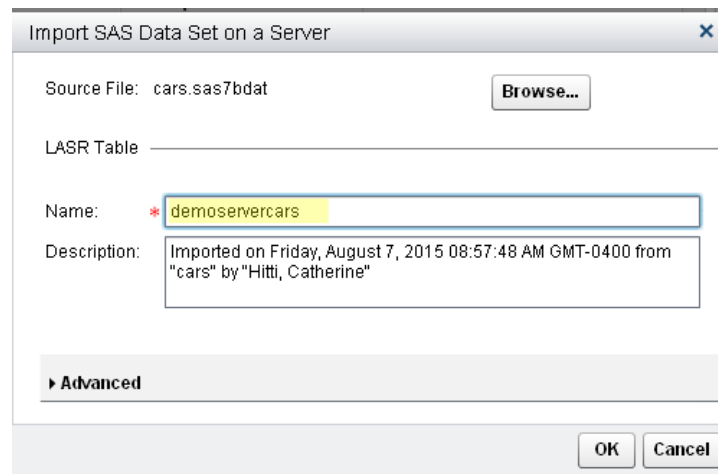 Import SAS Data Set on a Server ×
Source File: cars.sas7bdat Browse...
LASR Table
Name: * demoservercars
Description: Imported on Friday, August 7, 2015 08:57:48 AM GMT-0400 from
"cars" by "Hitti, Catherine"
Advanced
OK Cancel